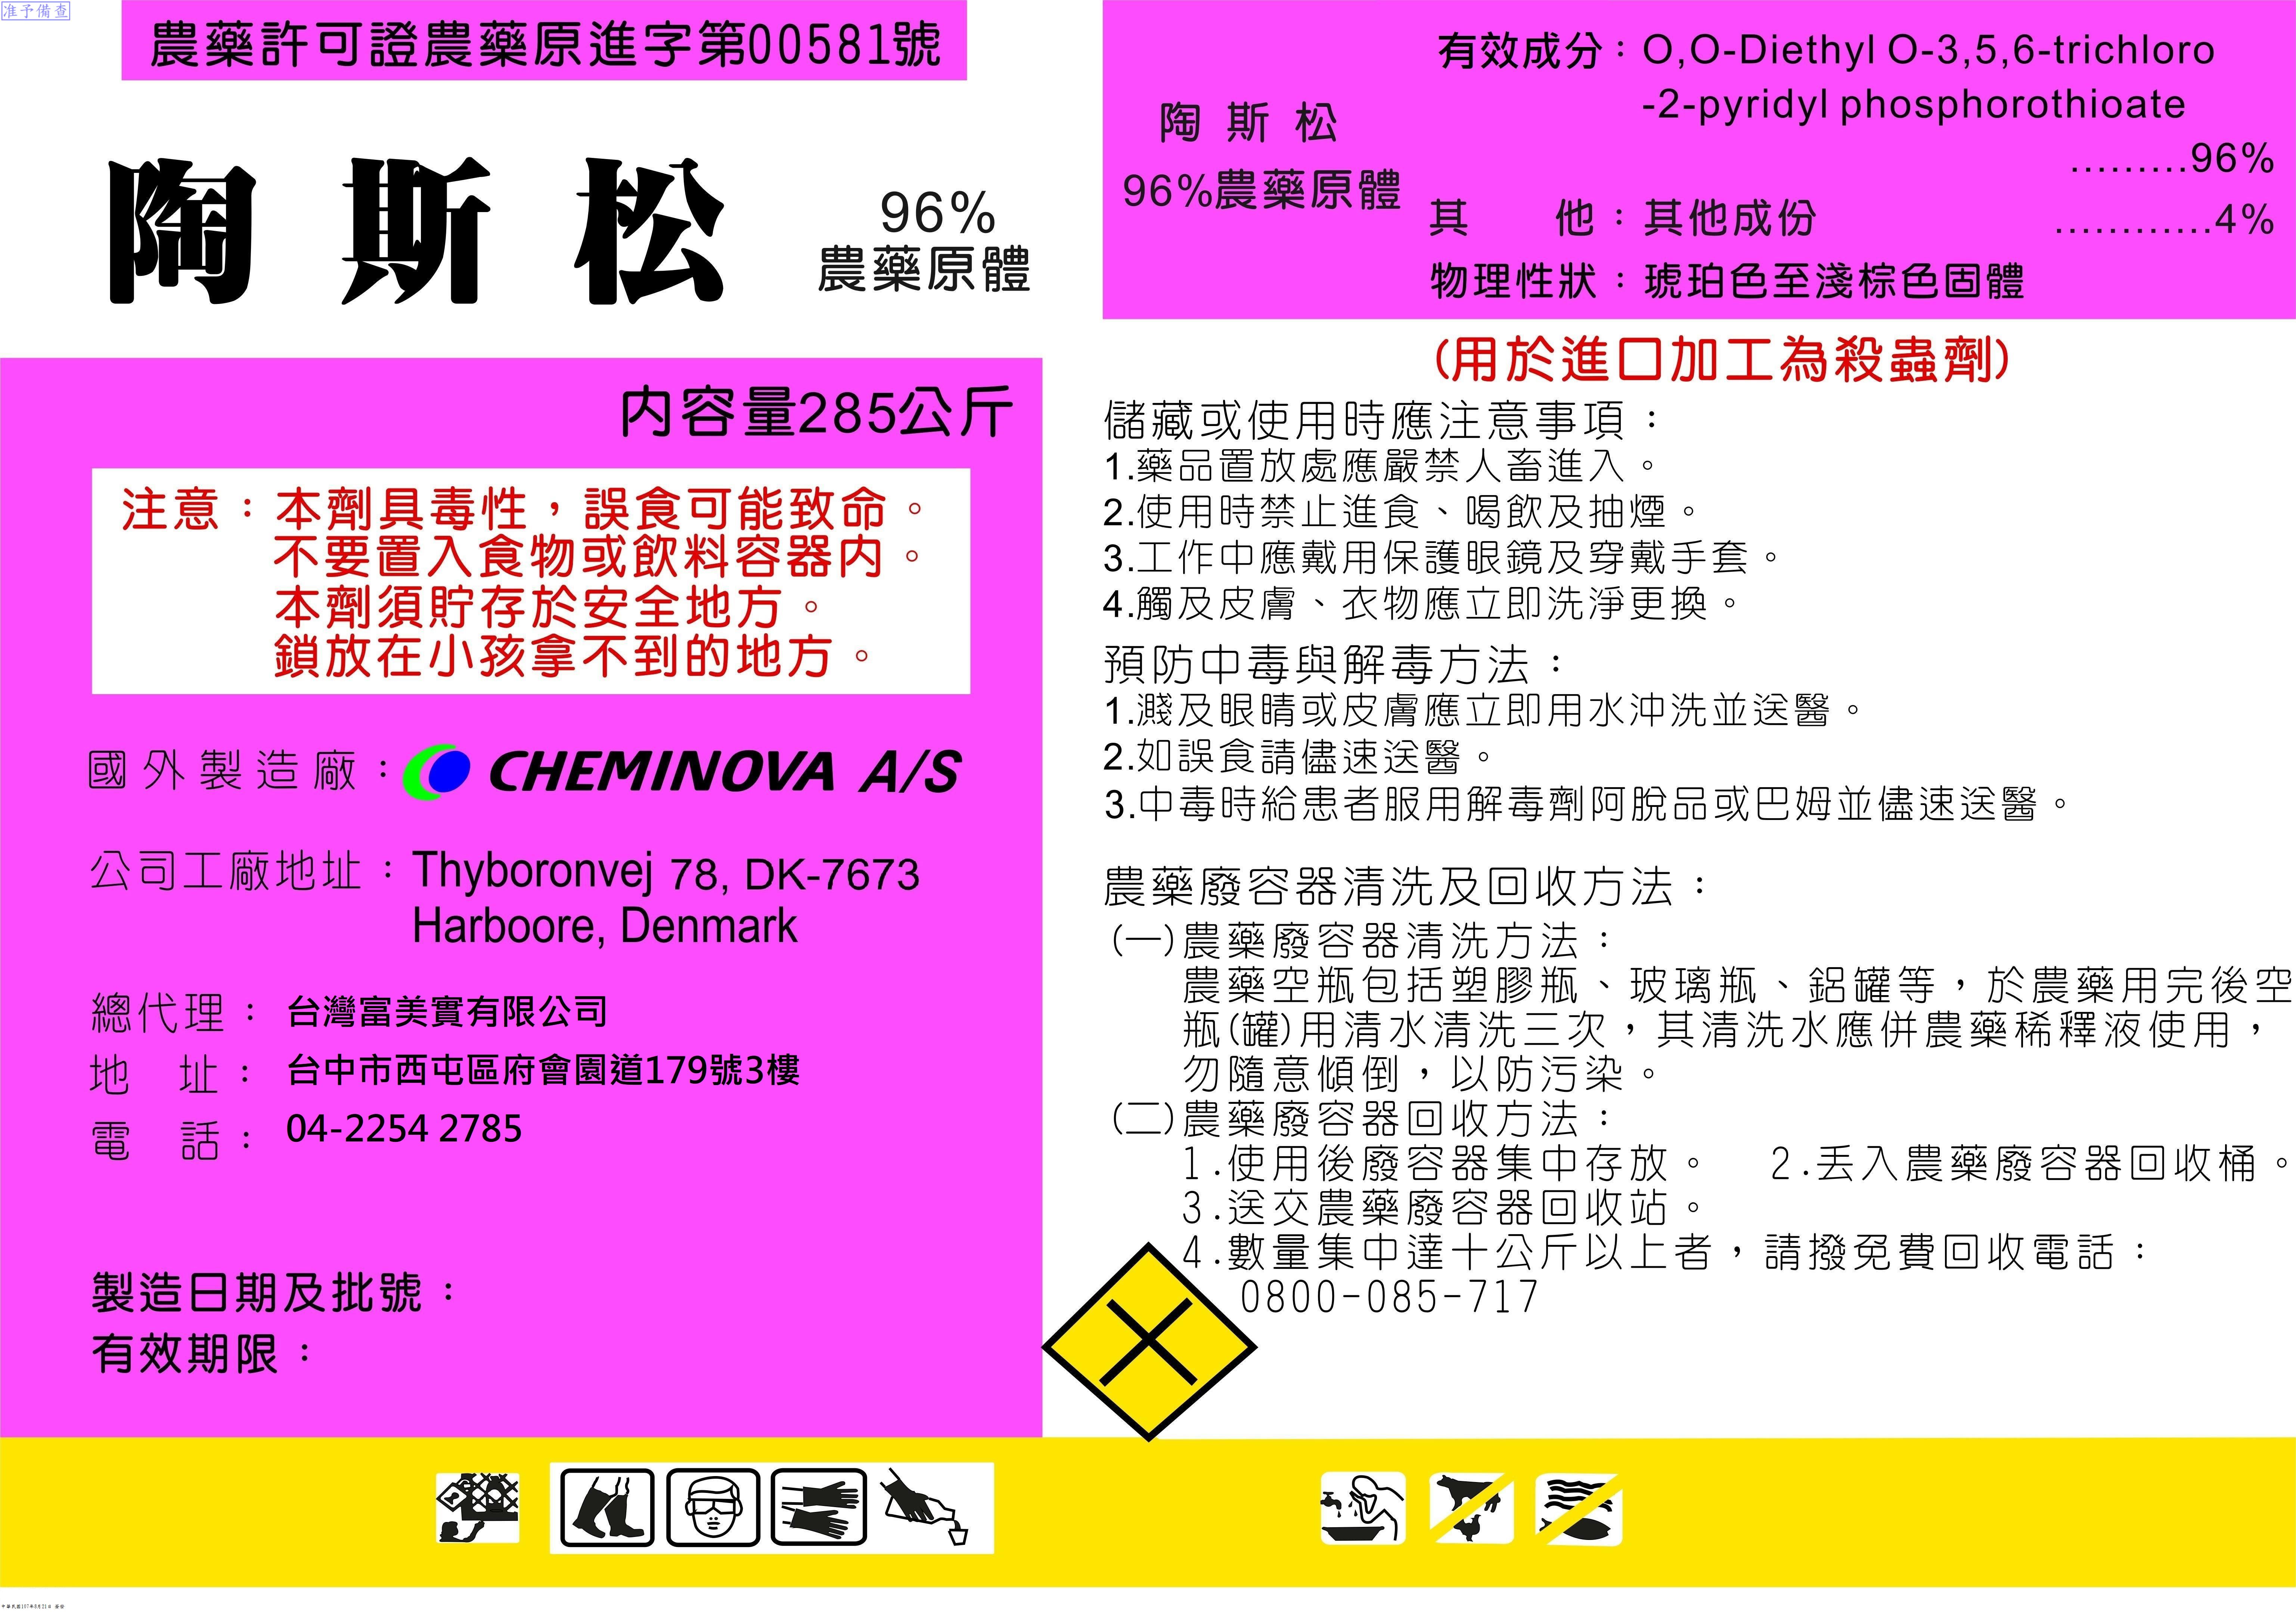 准予備查
農藥許可證農藥原進字第00581號
陶斯松
96%
農藥原體
內容量285公斤
注意：本劑具毒性，誤食可能致命。
不要置入食物或飲料容器內。
本劑須貯存於安全地方。
鎖放在小孩拿不到的地方。
國外製造廠：CHEMINOVA A/S
公司工廠地址：Thyboronvej 78, DK-7673
Harboore, Denmark
總代理：台灣富美實有限公司
地 址：台中市西屯區府會園道179號3樓
電 話：04-2254 2785
製造日期及批號：
有效期限：
陶斯松
96%農藥原體
有效成分：O,O-Diethyl O-3,5,6-trichloro
-2-pyridyl phosphorothioate
.........96%
其 他：其他成份 ............4%
物理性狀：琥珀色至淺棕色固體
(用於進口加工為殺蟲劑)
儲藏或使用時應注意事項：
1.藥品置放處應嚴禁人畜進入。
2.使用時禁止進食、喝飲及抽煙。
3.工作中應戴用保護眼鏡及穿戴手套。
4.觸及皮膚、衣物應立即洗淨更換。
預防中毒與解毒方法：
1.濺及眼睛或皮膚應立即用水沖洗並送醫。
2.如誤食請儘速送醫。
3.中毒時給患者服用解毒劑阿脫品或巴姆並儘速送醫。
農藥廢容器清洗及回收方法：
(一)農藥廢容器清洗方法：
農藥空瓶包括塑膠瓶、玻璃瓶、鋁罐等，於農藥用完後空
瓶(罐)用清水清洗三次，其清洗水應併農藥稀釋液使用，
勿隨意傾倒，以防污染。
(二)農藥廢容器回收方法：
1.使用後廢容器集中存放。 2.丟入農藥廢容器回收桶。
3.送交農藥廢容器回收站。
4.數量集中達十公斤以上者，請撥免費回收電話：
0800-085-717